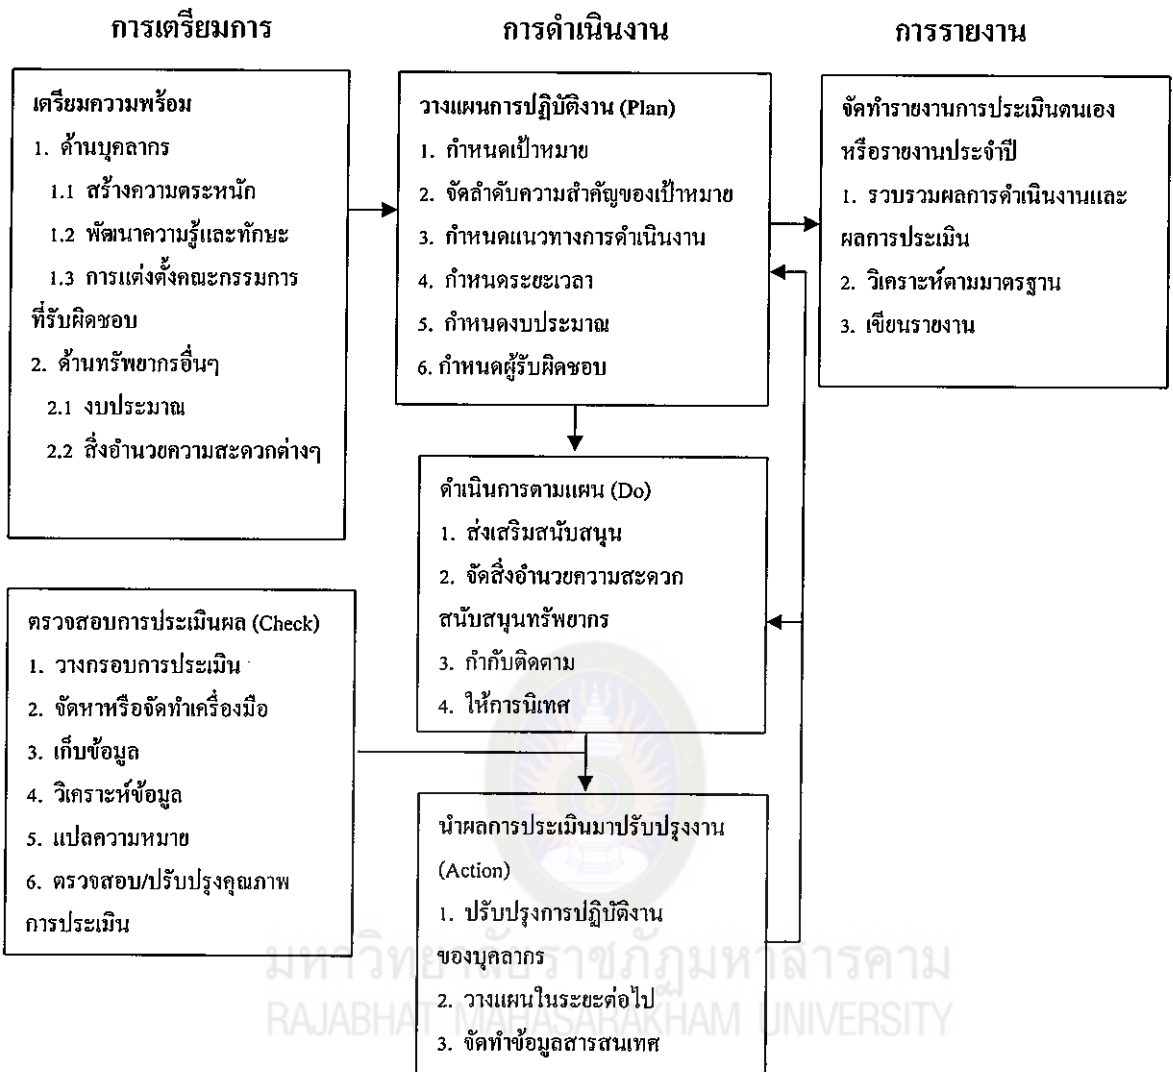 การเตรียมการ
การดำเนินงาน
การรายงาน
เตรียมความพร้อม
1. ด้านบุคลากร
1.1 สร้างความตระหนัก
1.2 พัฒนาความรู้และทักษะ
1.3 การแต่งตั้งคณะกรรมการ
ที่รับผิดชอบ
2. ด้านทรัพยากรอื่นๆ
2.1 งบประมาณ
2.2 สิ่งอำนวยความสะดวกต่างๆ
วางแผนการปฏิบัติงาน (Plan)
1. กำหนดเป้าหมาย
2. จัดลำดับความสำคัญของเป้าหมาย
3. กำหนดแนวทางการดำเนินงาน
4. กำหนดระยะเวลา
5. กำหนดงบประมาณ
6. กำหนดผู้รับผิดชอบ
จัดทำรายงานการประเมินตนเอง
หรือรายงานประจำปี
1. รวบรวมผลการดำเนินงานและ
ผลการประเมิน
2. วิเคราะห์ตามมาตรฐาน
3. เขียนรายงาน
ดำเนินการตามแผน (Do)
1. ส่งเสริมสนับสนุน
2. จัดสิ่งอำนวยความสะดวก
สนับสนุนทรัพยากร
3. กำกับติดตาม
4. ให้การนิเทศ
ตรวจสอบการประเมินผล (Check)
1. วางกรอบการประเมิน
2. จัดหาหรือจัดทำเครื่องมือ
3. เก็บข้อมูล
4. วิเคราะห์ข้อมูล
5. แปลความหมาย
6. ตรวจสอบ/ปรับปรุงคุณภาพ
การประเมิน
นำผลการประเมินมาปรับปรุงงาน
(Action)
1. ปรับปรุงการปฏิบัติงาน
ของบุคลากร
2. วางแผนในระยะต่อไป
3. จัดทำข้อมูลสารสนเทศ
มหาวิทยาลัยราชภัฏมหาสารคาม
RAJABHAT MAHASARAKHAM UNIVERSITY